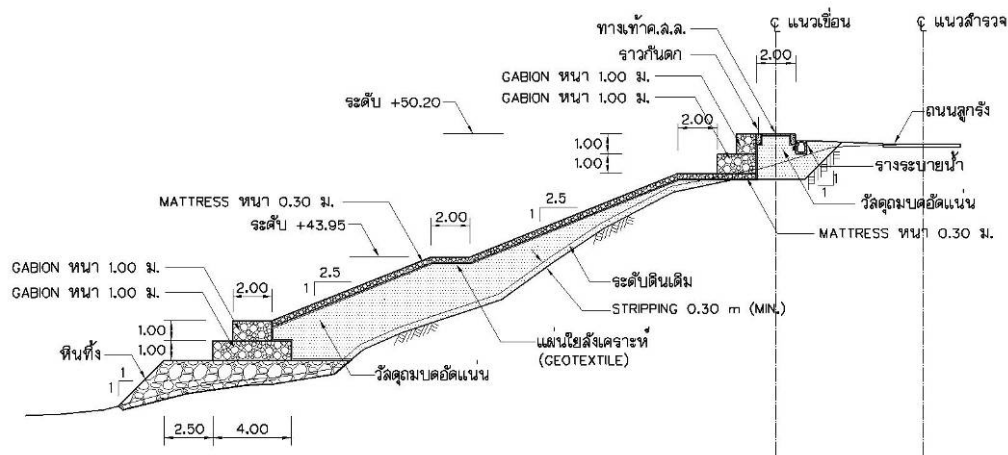 ℄ แนวเขื่อน
℄ แนวสำรวจ
ทางเท้าค.ส.ล.
ราวกันตก
2.00
GABION หนา 1.00 ม.
GABION หนา 1.00 ม.
ระดับ +50.20
2.00
ถนนลูกรัง
1.00
1.00
รางระบายน้ำ
1
1
วัสดุถมบดอัดแน่น
MATTRESS หนา 0.30 ม.
MATTRESS หนา 0.30 ม.
2.5
1
2.00
ระดับ +43.95
GABION หนา 1.00 ม.
GABION หนา 1.00 ม.
2.5
1
2.00
ระดับดินเดิม
STRIPPING 0.30 m (MIN.)
1.00
1.00
แผ่นใยสังเคราะห์
(GEOTEXTILE)
หินทิ้ง
วัสดุถมบดอัดแน่น
1
1
2.50
4.00